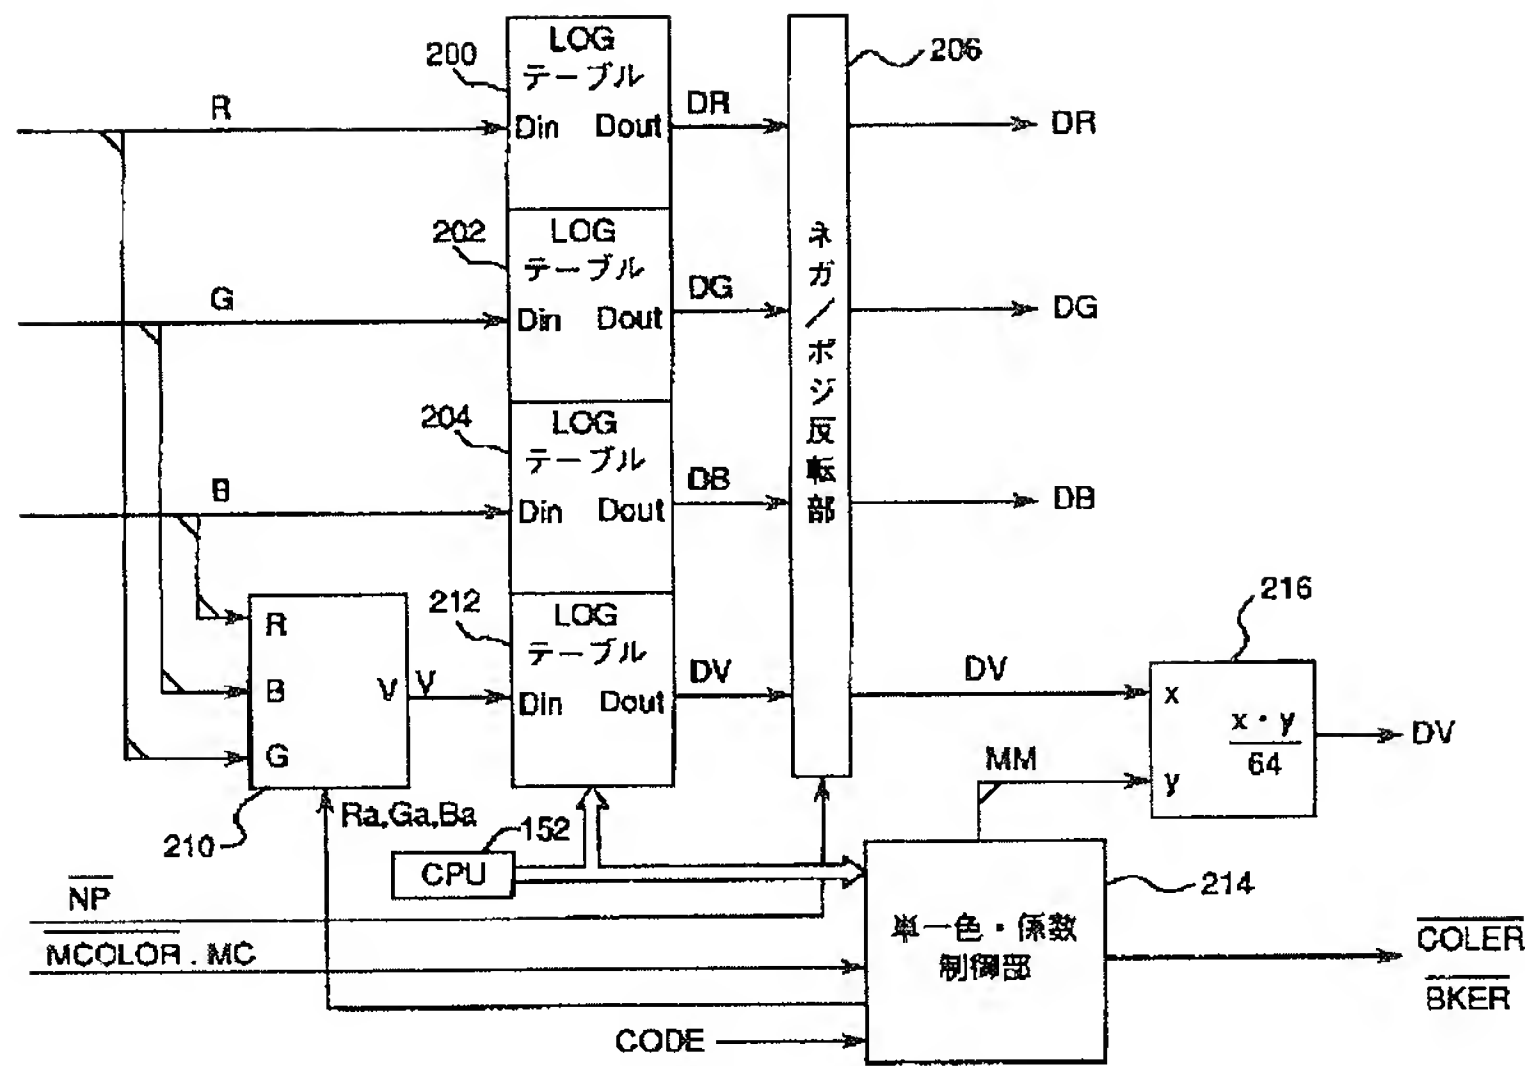 200
LOG
テーブル
R
Din Dout
DR
206
DR
202
LOG
テーブル
G
Din Dout
DG
DG
ネガ/ポジ反転部
204
LOG
テーブル
B
Din Dout
DB
DB
212
LOG
テーブル
R
B
G
V
V
Din Dout
DV
DV
216
x
y
x・y
64
DV
MM
210
Ra,Ga,Ba
152
CPU
214
NP
MCOLOR . MC
単一色・係数
制御部
COLER
BKER
CODE